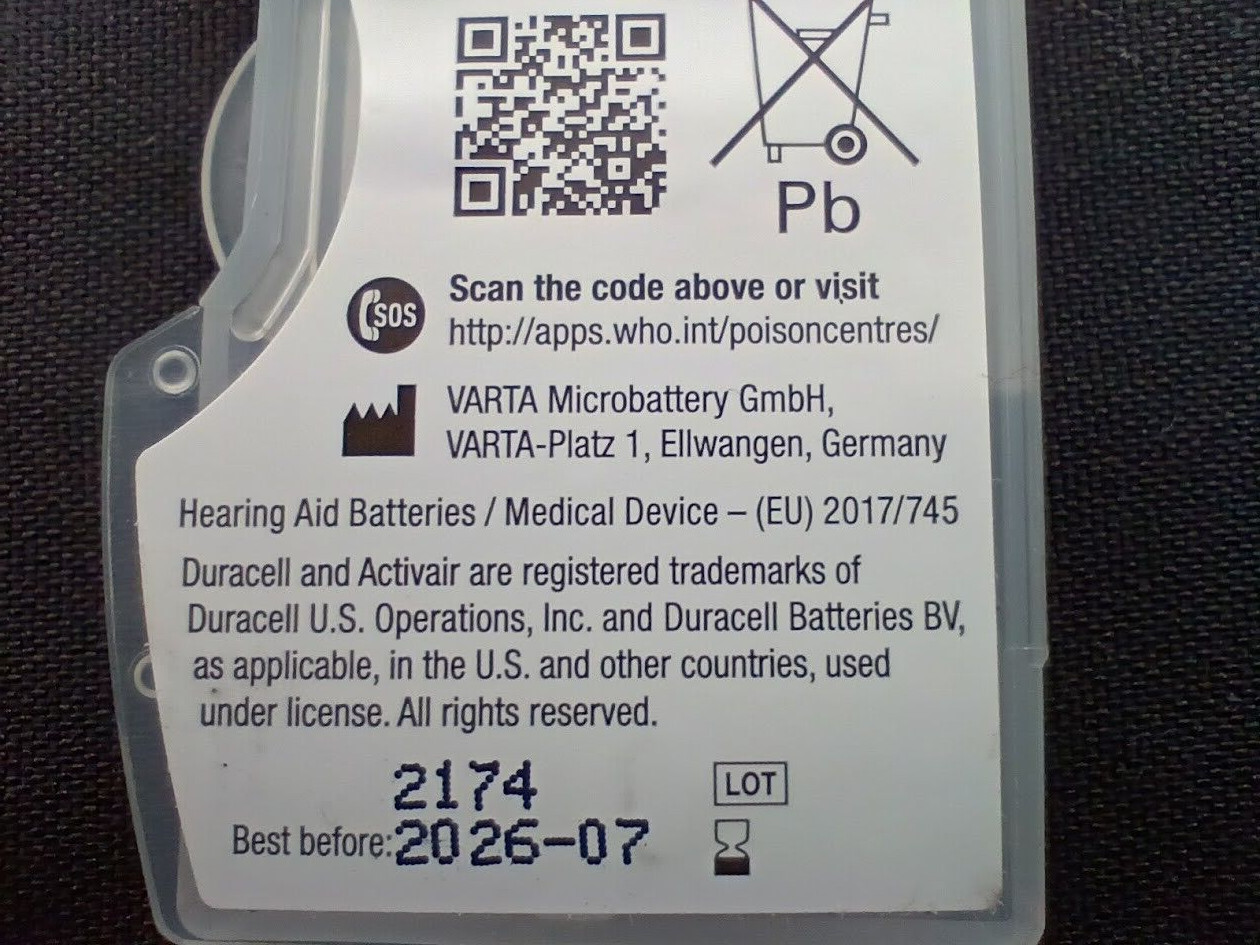 Pb
SOS
Scan the code above or visit
http://apps.who.int/poisoncentres/
VARTA Microbattery GmbH,
VARTA-Platz 1, Ellwangen, Germany
Hearing Aid Batteries / Medical Device – (EU) 2017/745
Duracell and Activair are registered trademarks of
Duracell U.S. Operations, Inc. and Duracell Batteries BV,
as applicable, in the U.S. and other countries, used
under license. All rights reserved.
2174 LOT
Best before: 2026-07